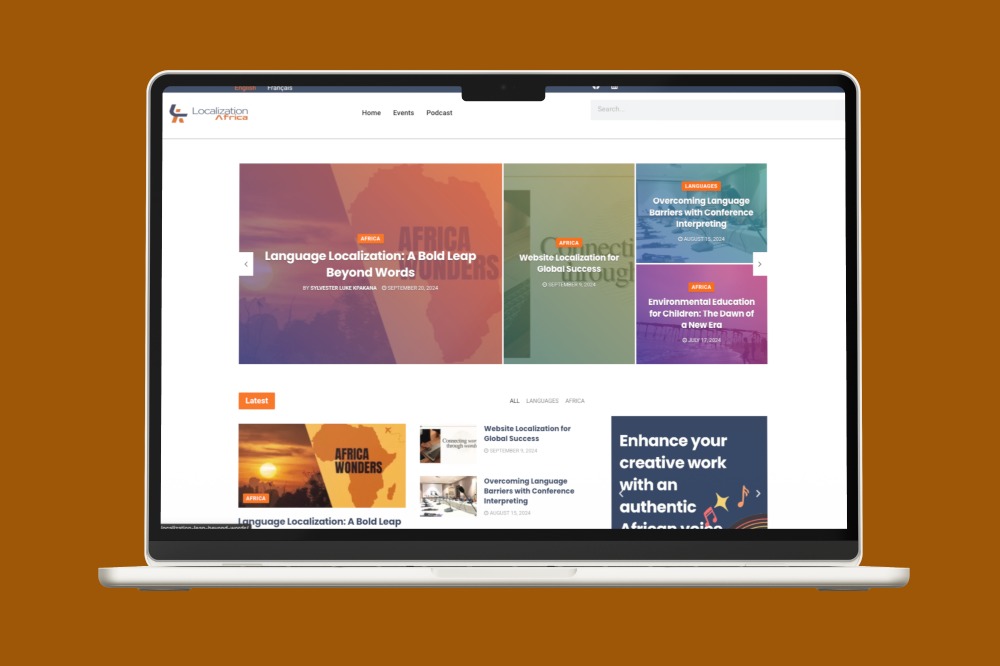 English Français
Localization
Africa
Home Events Podcast
Search...
AFRICA
WONDERS
AFRICA
Language Localization: A Bold Leap
Beyond Words
BY SYLVESTER LUKE KPAKANA SEPTEMBER 20, 2024
Connecti
through
AFRICA
Website Localization for
Global Success
SEPTEMBER 9, 2024
LANGUAGES
Overcoming Language
Barriers with Conference
Interpreting
AUGUST 15, 2024
AFRICA
Environmental Education
for Children: The Dawn of
a New Era
JULY 17, 2024
Latest
ALL LANGUAGES AFRICA
AFRICA
WONDERS
AFRICA
Language Localization: A Bold Leap
Website Localization for
Global Success
SEPTEMBER 9, 2024
Overcoming Language
Barriers with Conference
Interpreting
AUGUST 15, 2024
Enhance your
creative work
with an
authentic
African voice